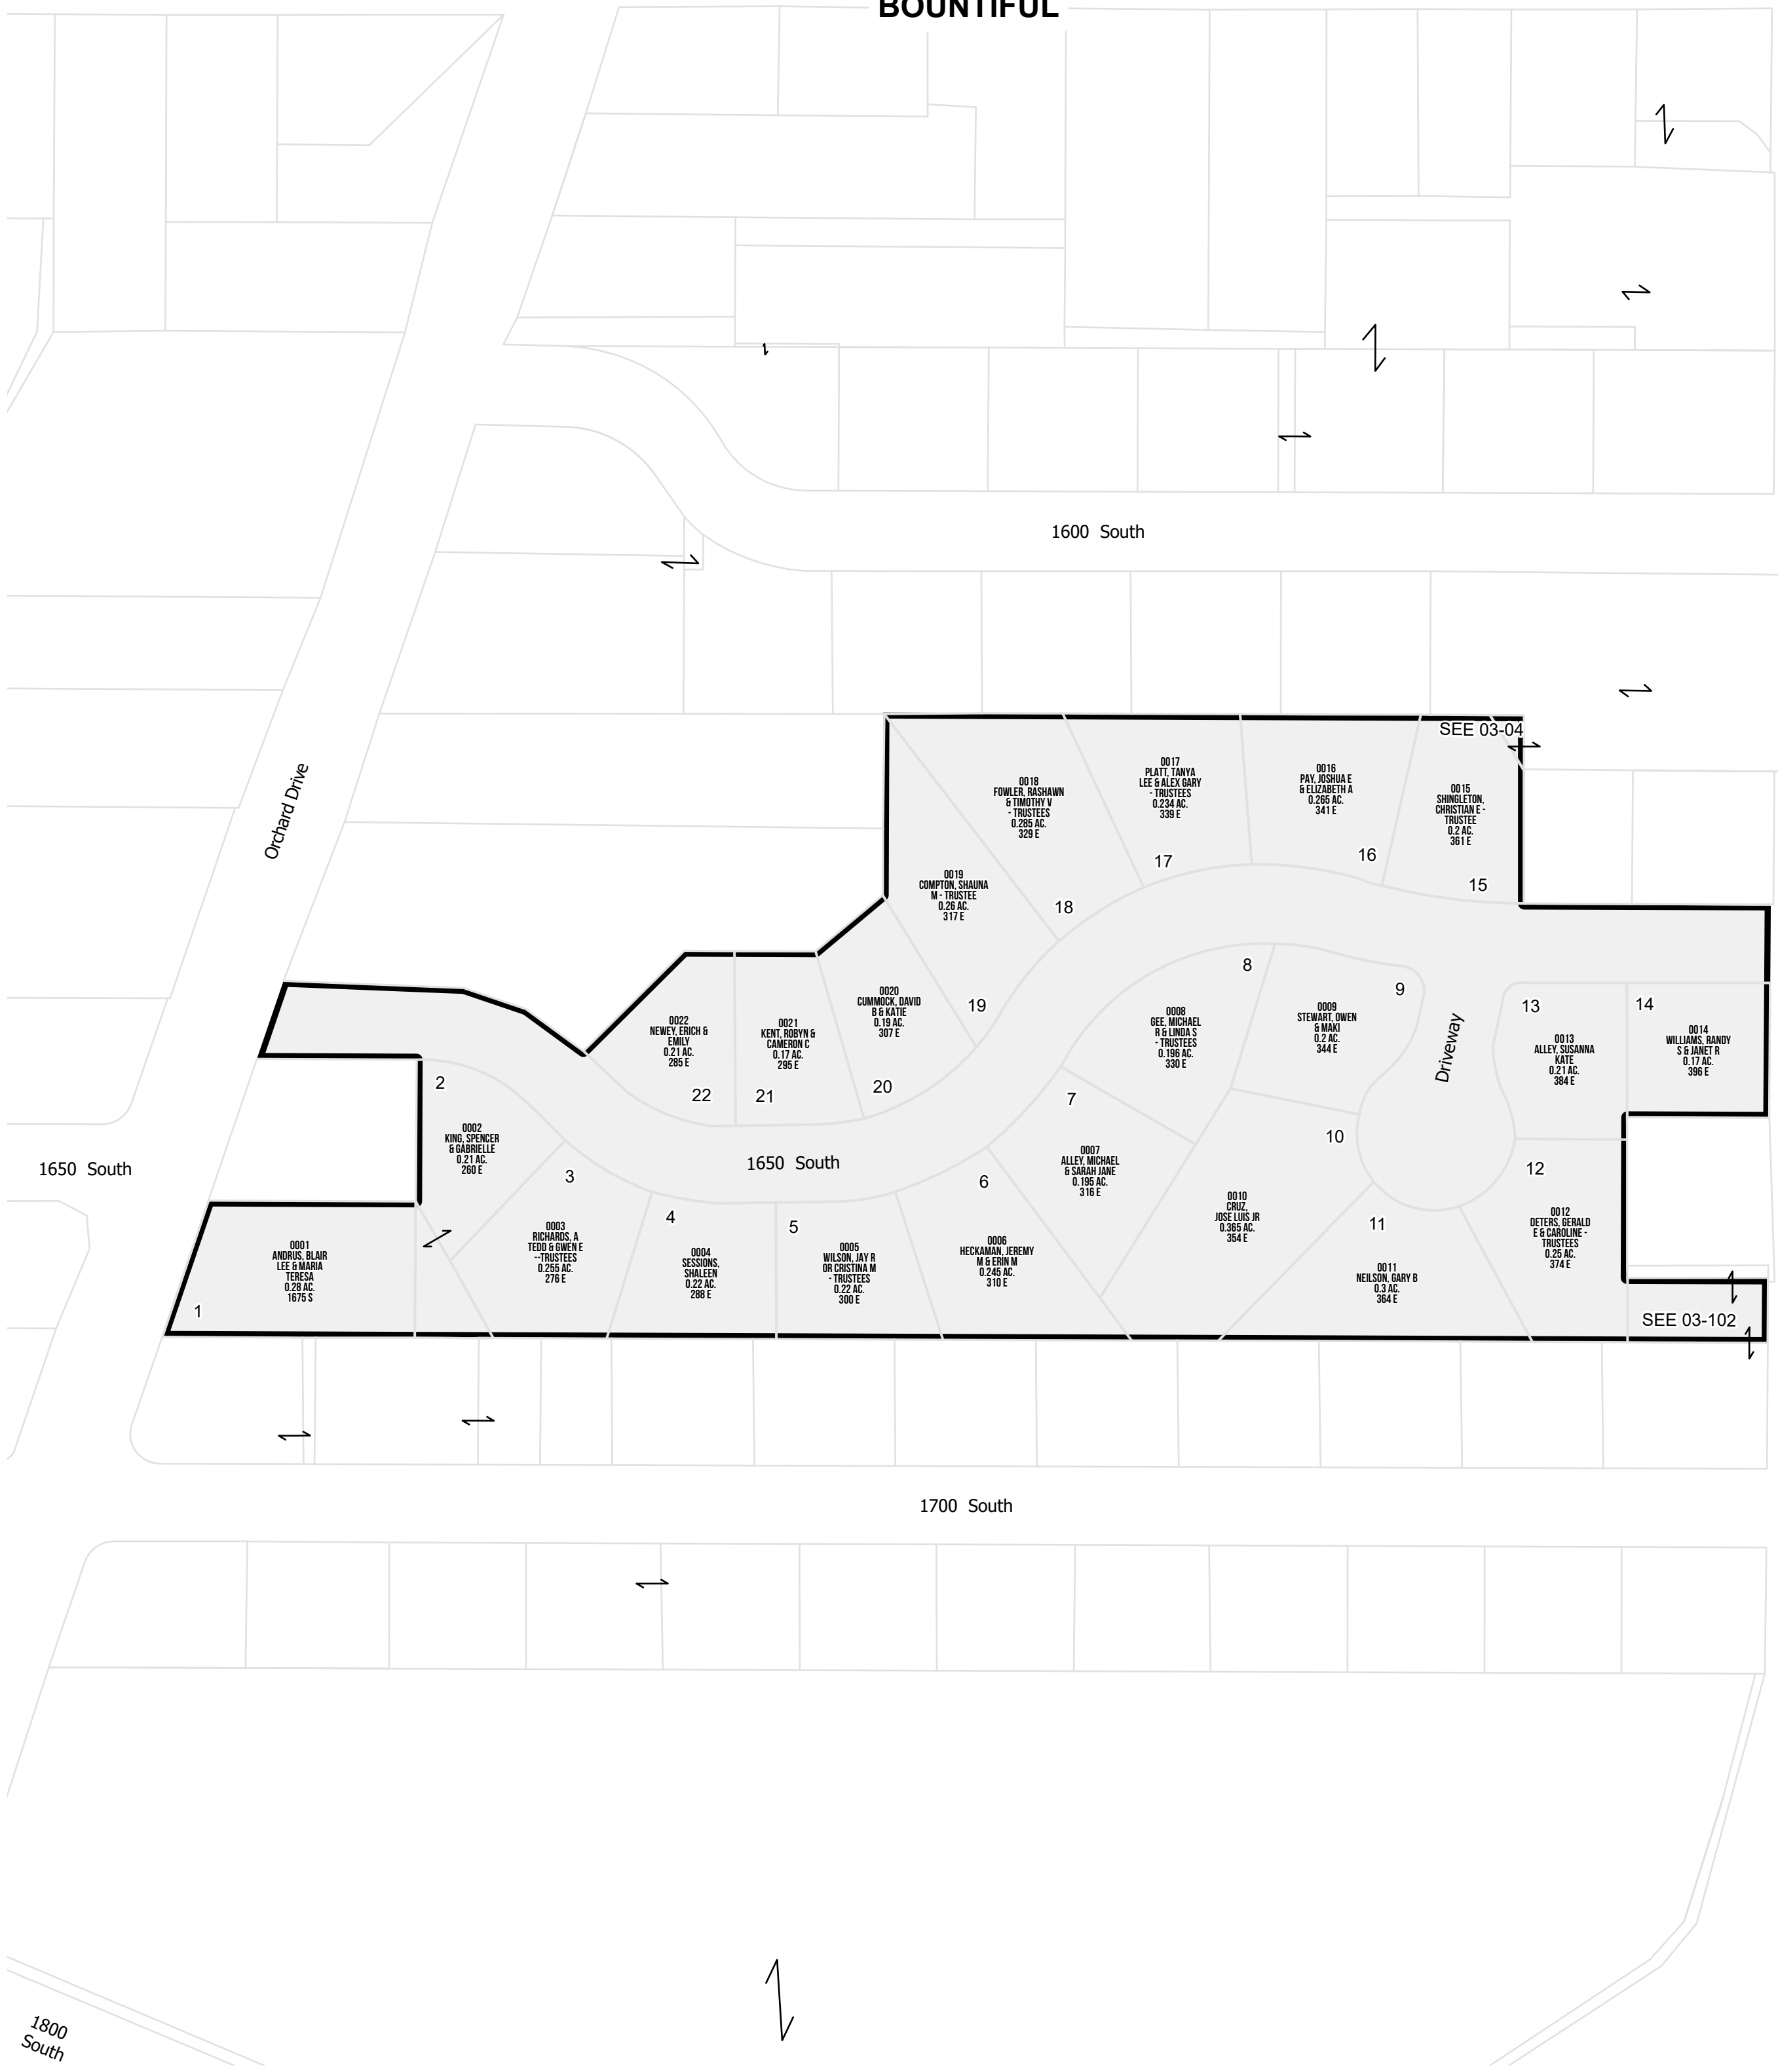 BOUNTIFUL
1600 South
SEE 03-04
Orchard Drive
0018
FOWLER, RASHAWN
& TIMOTHY V
- TRUSTEES
0.285 AC.
329 E
0017
PLATT, TANYA
LEE & ALEX GARY
- TRUSTEES
0.234 AC.
339 E
0016
PAY, JOSHUA E
& ELIZABETH A
0.265 AC.
341 E
0015
SHINGLETON,
CHRISTIAN E -
TRUSTEE
0.2 AC.
361 E
17
16
15
18
0019
COMPTON, SHAUNA
M - TRUSTEE
0.26 AC.
317 E
19
8
9
13
14
0022
NEWEY, ERICH &
EMILY
0.21 AC.
285 E
0021
KENT, ROBYN &
CAMERON C
0.17 AC.
295 E
0020
CUMMOCK, DAVID
B & KATIE
0.19 AC.
307 E
0008
GEE, MICHAEL
R & LINDA S
- TRUSTEES
0.196 AC.
330 E
0009
STEWART, OWEN
& MAKI
0.2 AC.
344 E
Driveway
0013
ALLEY, SUSANNA
KATE
0.21 AC.
384 E
0014
WILLIAMS, RANDY
S & JANET R
0.17 AC.
396 E
2
22
21
20
7
10
1650 South
0002
KING, SPENCER
& GABRIELLE
0.21 AC.
260 E
3
1650 South
6
0007
ALLEY, MICHAEL
& SARAH JANE
0.195 AC.
316 E
12
4
5
11
0001
ANDRUS, BLAIR
LEE & MARIA
TERESA
0.28 AC.
1675 S
1
0003
RICHARDS, A
TEDD & GWEN E
--TRUSTEES
0.255 AC.
276 E
0004
SESSIONS,
SHALEEN
0.22 AC.
288 E
0005
WILSON, JAY R
OR CRISTINA M
- TRUSTEES
0.22 AC.
300 E
0006
HECKAMAN, JEREMY
M & ERIN M
0.245 AC.
310 E
0010
CRUZ,
JOSE LUIS JR
0.365 AC.
354 E
0011
NEILSON, GARY B
0.3 AC.
364 E
0012
DETERS, GERALD
E & CAROLINE -
TRUSTEES
0.25 AC.
374 E
SEE 03-102
1700 South
1800
South